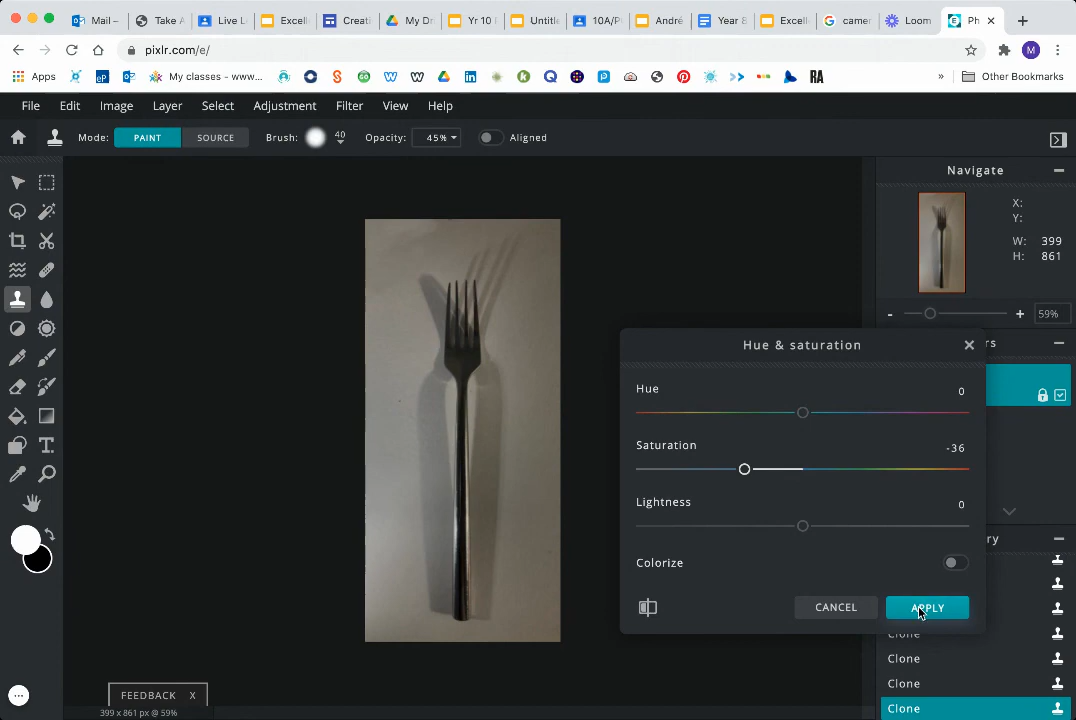 Mail –
Take A
Live L
Excell
Creati
My Dr
Yr 10 I
Untitle
10A/P
André
Year 8
Excell
camer
Loom
Ph
pixlr.com/e/
M
Apps
My classes - www...
RA
» Other Bookmarks
File Edit Image Layer Select Adjustment Filter View Help
Mode: PAINT SOURCE Brush: 40 Opacity: 45% Aligned
Navigate
X:
Y:
W: 399
H: 861
- + 59%
rs
Hue & saturation
Hue 0
Saturation -36
Lightness 0
Colorize
CANCEL APPLY
ry
Clone
Clone
Clone
Clone
FEEDBACK X
399 x 861 px @ 59%